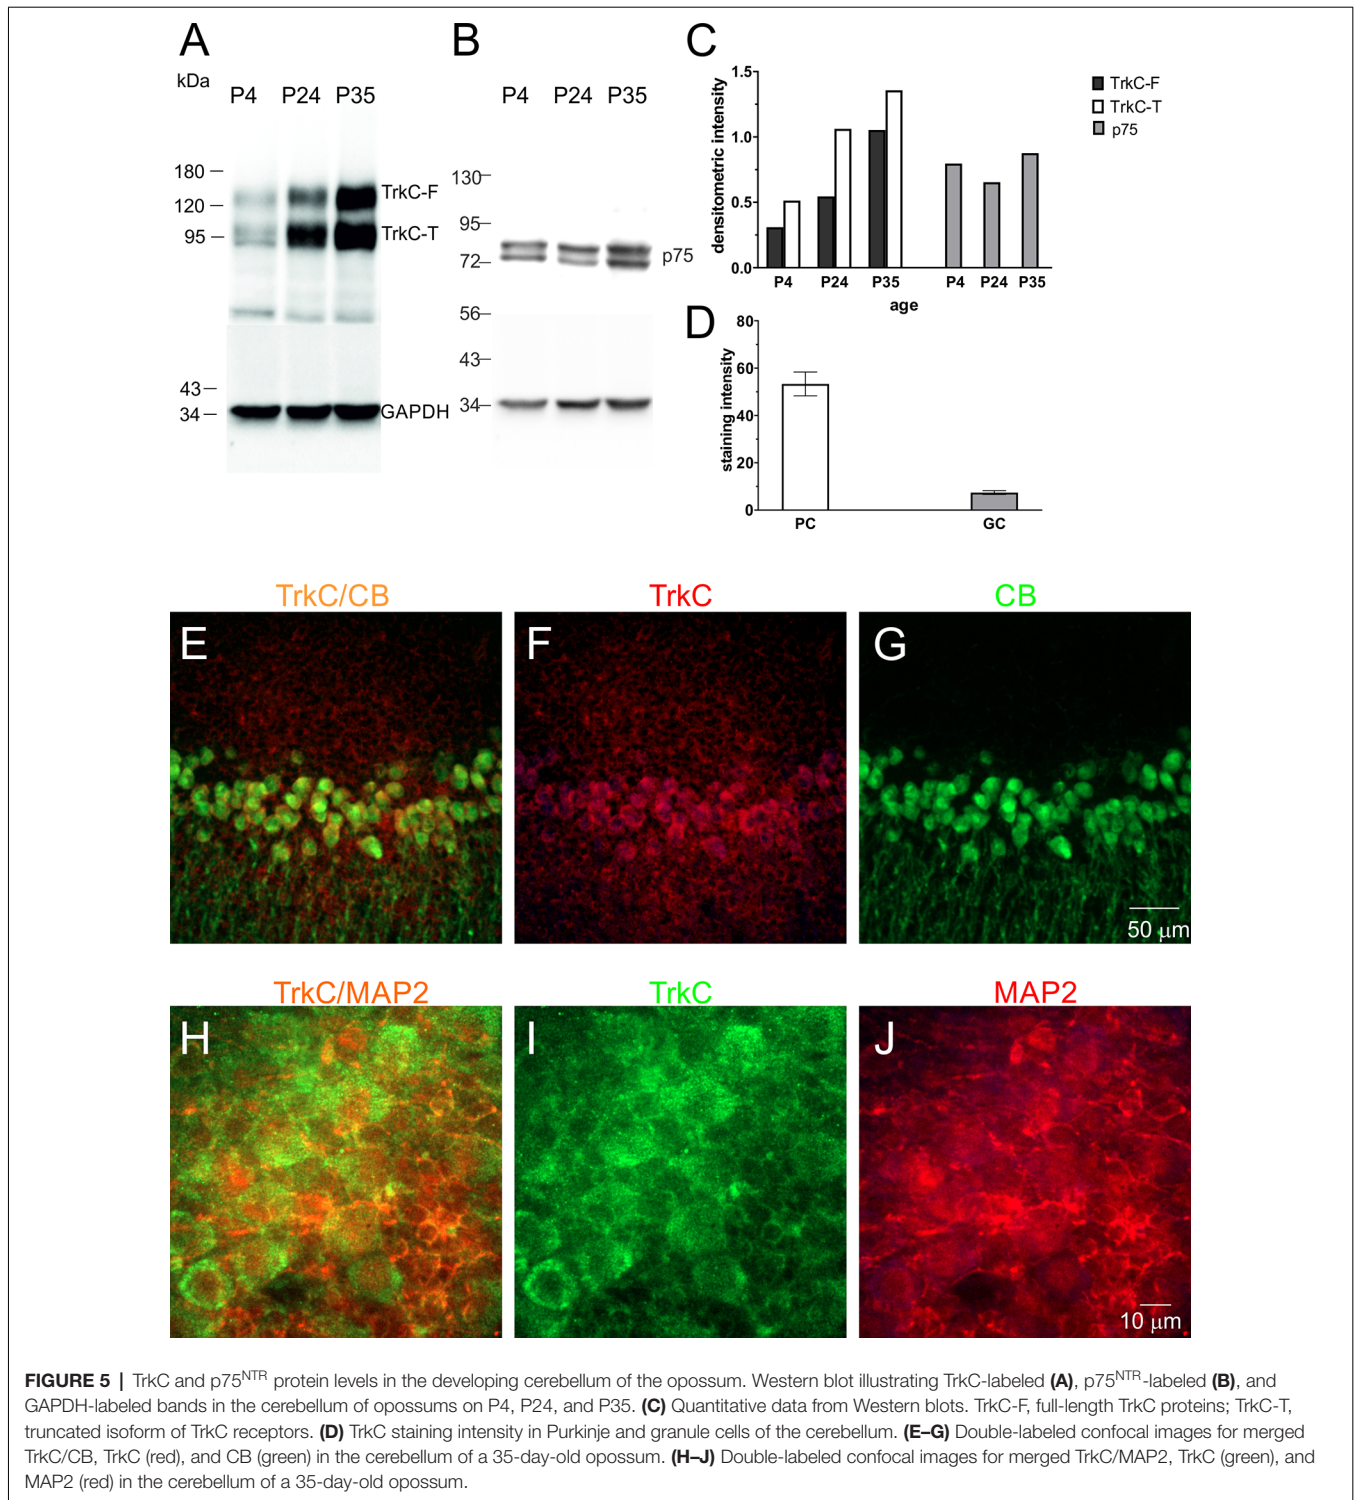 A
kDa
P4 P24 P35
180
120
95
43
34
TrkC-F
TrkC-T
GAPDH
B
P4 P24 P35
130
95
72
56
43
34
p75
C
densitometric intensity
1.5
1.0
0.5
0.0
P4 P24 P35 P4 P24 P35
age
TrkC-F
TrkC-T
p75
D
staining intensity
80
60
40
20
0
PC GC
TrkC/CB TrkC CB
E F G
50 μm
TrkC/MAP2 TrkC MAP2
H I J
10 μm
FIGURE 5 | TrkC and p75NTR protein levels in the developing cerebellum of the opossum. Western blot illustrating TrkC-labeled (A), p75NTR-labeled (B), and
GAPDH-labeled bands in the cerebellum of opossums on P4, P24, and P35. (C) Quantitative data from Western blots. TrkC-F, full-length TrkC proteins; TrkC-T,
truncated isoform of TrkC receptors. (D) TrkC staining intensity in Purkinje and granule cells of the cerebellum. (E–G) Double-labeled confocal images for merged
TrkC/CB, TrkC (red), and CB (green) in the cerebellum of a 35-day-old opossum. (H–J) Double-labeled confocal images for merged TrkC/MAP2, TrkC (green), and
MAP2 (red) in the cerebellum of a 35-day-old opossum.